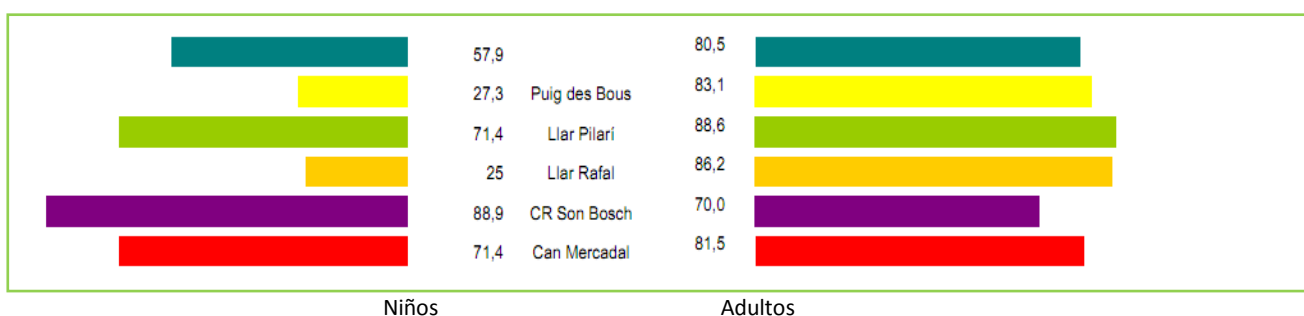 57,9 80,5
27,3 Puig des Bous 83,1
71,4 Llar Pilarí 88,6
25 Llar Rafal 86,2
88,9 CR Son Bosch 70,0
71,4 Can Mercadal 81,5
Niños Adultos